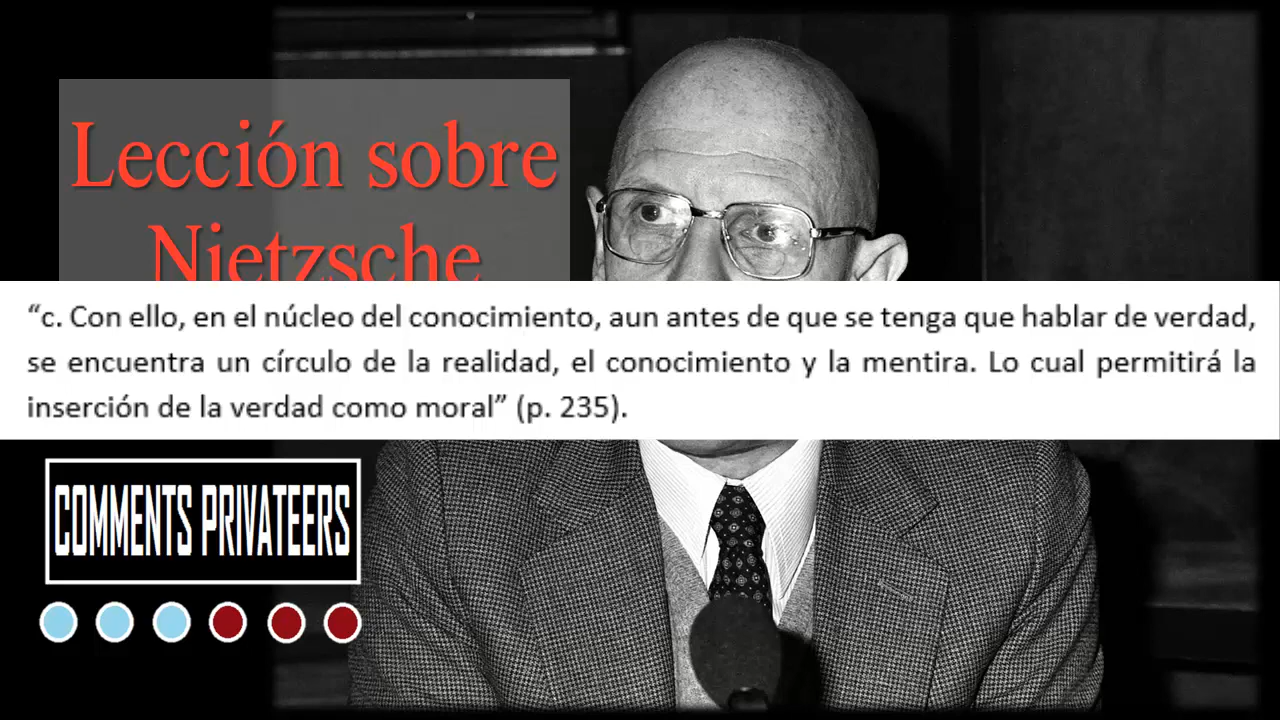 Lección sobre
Nietzsche
“c. Con ello, en el núcleo del conocimiento, aun antes de que se tenga que hablar de verdad,
se encuentra un círculo de la realidad, el conocimiento y la mentira. Lo cual permitirá la
inserción de la verdad como moral” (p. 235).
COMMENTS PRIVATEERS